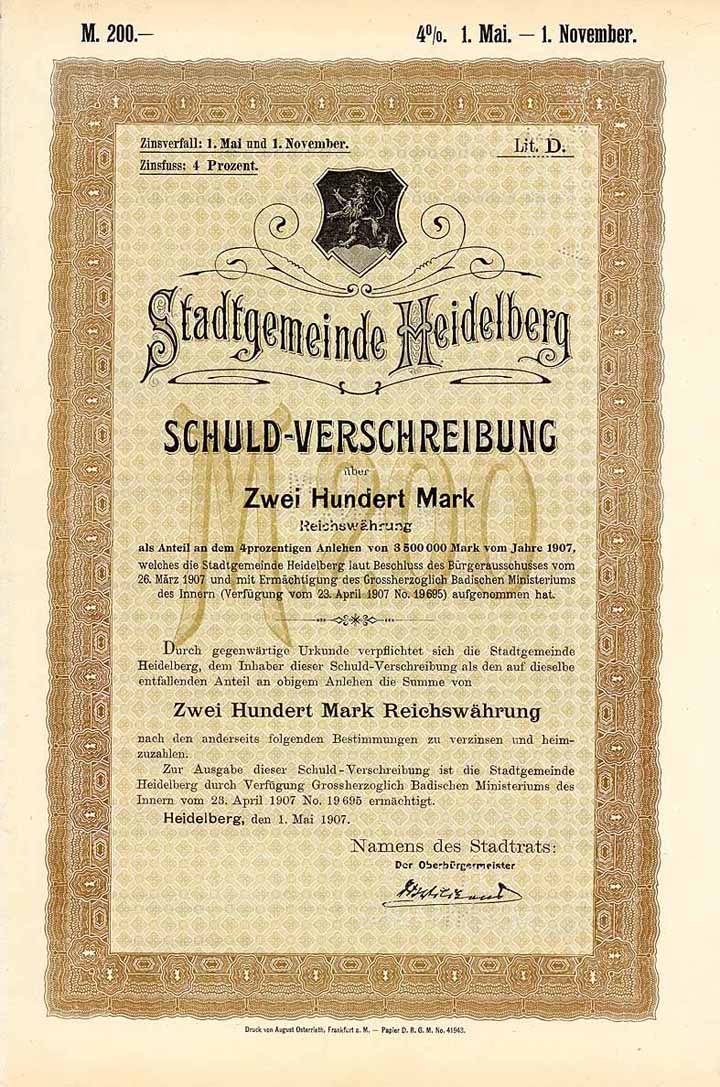 M. 200.— 4%. 1. Mai. — 1. November.
Zinsverfall: 1. Mai und 1. November. Lit. D.
Zinsfuss: 4 Prozent.
Stadtgemeinde Heidelberg
SCHULD-VERSCHREIBUNG
über
M 200
Zwei Hundert Mark
Reichswährung
als Anteil an dem 4prozentigen Anlehen von 3 500 000 Mark vom Jahre 1907,
welches die Stadtgemeinde Heidelberg laut Beschluss des Bürgerausschusses vom
26. März 1907 und mit Ermächtigung des Grossherzoglich Badischen Ministeriums
des Innern (Verfügung vom 23. April 1907 No. 19695) aufgenommen hat.
Durch gegenwärtige Urkunde verpflichtet sich die Stadtgemeinde
Heidelberg, dem Inhaber dieser Schuld-Verschreibung als den auf dieselbe
entfallenden Anteil an obigem Anlehen die Summe von
Zwei Hundert Mark Reichswährung
nach den anderseits folgenden Bestimmungen zu verzinsen und heim-
zuzahlen.
Zur Ausgabe dieser Schuld-Verschreibung ist die Stadtgemeinde
Heidelberg durch Verfügung Grossherzoglich Badischen Ministeriums des
Innern vom 23. April 1907 No. 19695 ermächtigt.
Heidelberg, den 1. Mai 1907.
Namens des Stadtrats:
Der Oberbürgermeister
Druck von August Osterrieth, Frankfurt a. M. — Papier D. R. G. M. No. 41943.